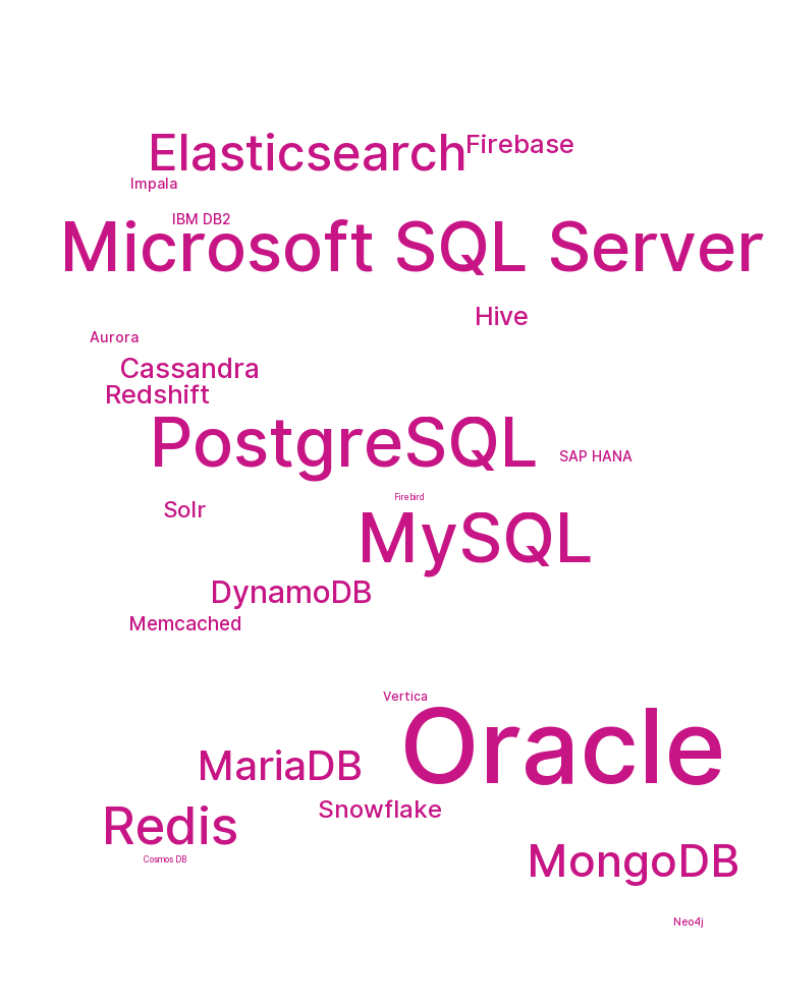 Elasticsearch
Firebase
Impala
IBM DB2
Microsoft SQL Server
Hive
Aurora
Cassandra
Redshift
PostgreSQL
SAP HANA
Firebird
Solr
MySQL
DynamoDB
Memcached
Vertica
Oracle
MariaDB
Snowflake
Redis
Cosmos DB
MongoDB
Neo4j